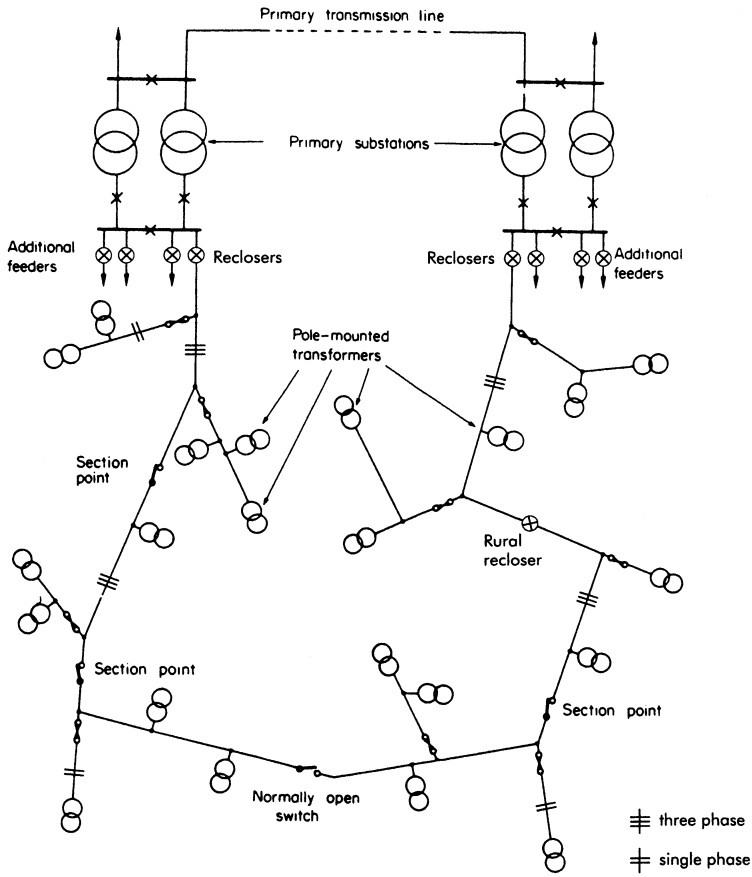 Primary transmission line
Primary substations
Additional
feeders
Reclosers
Reclosers
Additional
feeders
Pole-mounted
transformers
Section
point
Rural
recloser
Section point
Section point
Normally open
switch
three phase
single phase